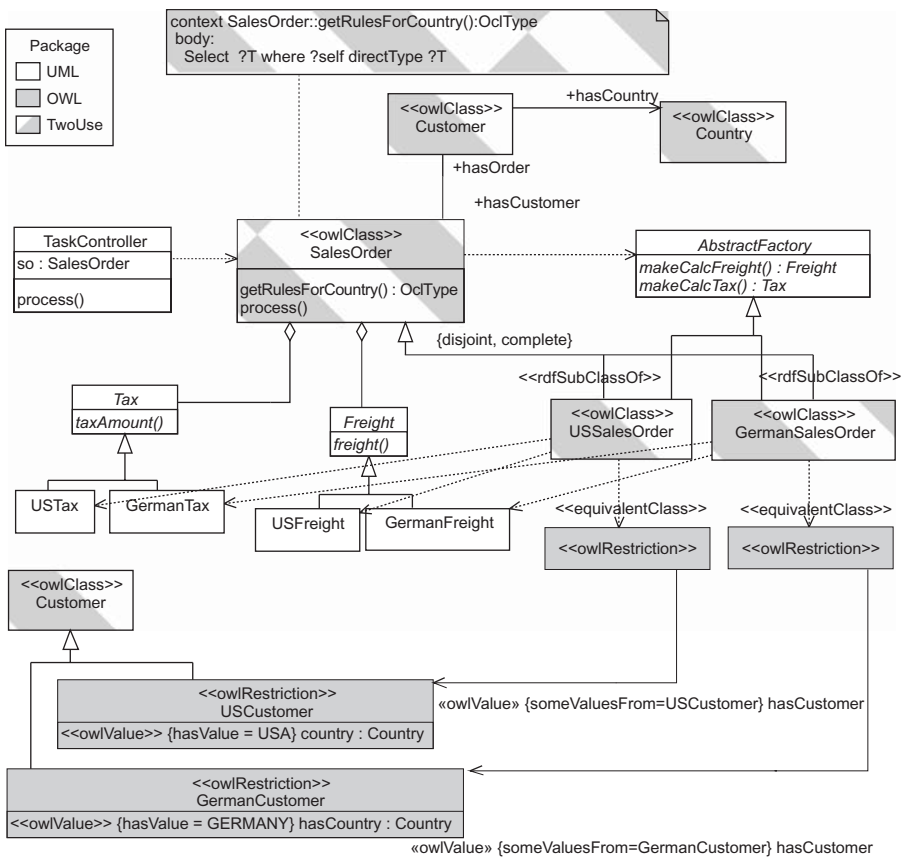 context SalesOrder::getRulesForCountry():OclType
body:
Select ?T where ?self directType ?T
Package
UML
OWL
TwoUse
<<owlClass>>
Customer
+hasCountry
<<owlClass>>
Country
+hasOrder
+hasCustomer
TaskController
so : SalesOrder
process()
<<owlClass>>
SalesOrder
getRulesForCountry() : OclType
process()
AbstractFactory
makeCalcFreight() : Freight
makeCalcTax() : Tax
{disjoint, complete}
<<rdfSubClassOf>>
<<rdfSubClassOf>>
Tax
taxAmount()
Freight
freight()
<<owlClass>>
USSalesOrder
<<owlClass>>
GermanSalesOrder
USTax
GermanTax
USFreight
GermanFreight
<<equivalentClass>>
<<equivalentClass>>
<<owlRestriction>>
<<owlRestriction>>
<<owlClass>>
Customer
<<owlRestriction>>
USCustomer
<<owlValue>> {hasValue = USA} country : Country
«owlValue» {someValuesFrom=USCustomer} hasCustomer
<<owlRestriction>>
GermanCustomer
<<owlValue>> {hasValue = GERMANY} hasCountry : Country
«owlValue» {someValuesFrom=GermanCustomer} hasCustomer